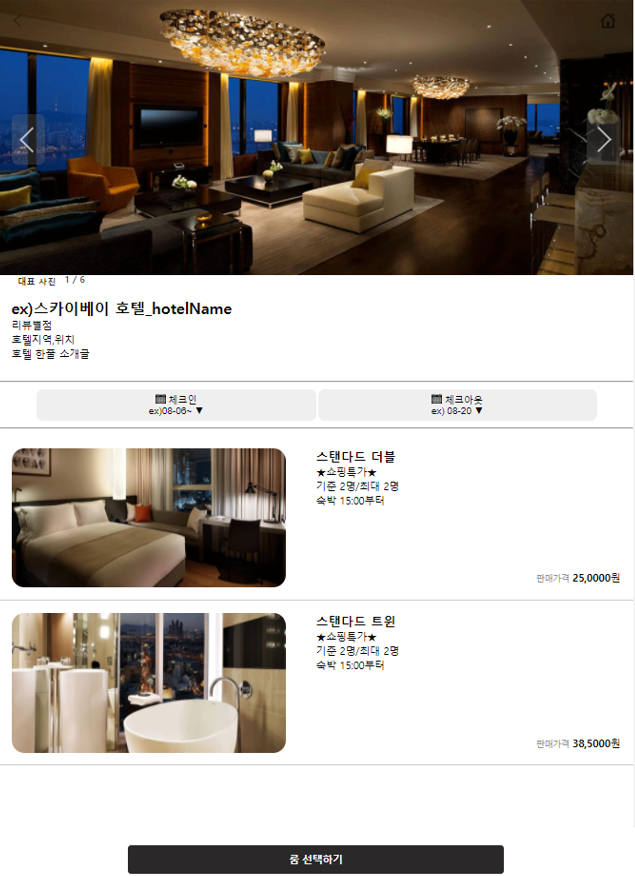 대표 사진 1 / 6
ex)스카이베이 호텔_hotelName
리뷰별점
호텔지역,위치
호텔 한줄 소개글
체크인
ex)08-06~ ▼
체크아웃
ex) 08-20 ▼
스탠다드 더블
★쇼핑특가★
기준 2명/최대 2명
숙박 15:00부터
판매가격 25,0000원
스탠다드 트윈
★쇼핑특가★
기준 2명/최대 2명
숙박 15:00부터
판매가격 38,5000원
룸 선택하기